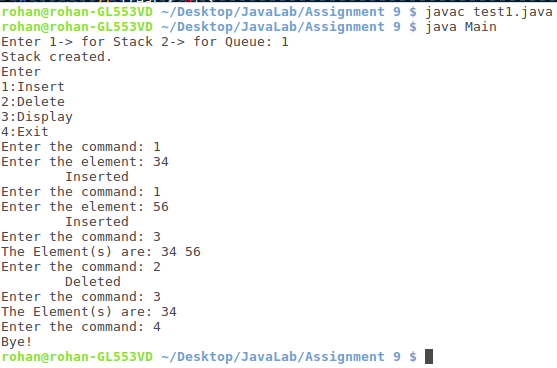 rohan@rohan-GL553VD ~/Desktop/JavaLab/Assignment 9 $ javac test1.java
rohan@rohan-GL553VD ~/Desktop/JavaLab/Assignment 9 $ java Main
Enter 1-> for Stack 2-> for Queue: 1
Stack created.
Enter
1:Insert
2:Delete
3:Display
4:Exit
Enter the command: 1
Enter the element: 34
        Inserted
Enter the command: 1
Enter the element: 56
        Inserted
Enter the command: 3
The Element(s) are: 34 56
Enter the command: 2
        Deleted
Enter the command: 3
The Element(s) are: 34
Enter the command: 4
Bye!
rohan@rohan-GL553VD ~/Desktop/JavaLab/Assignment 9 $